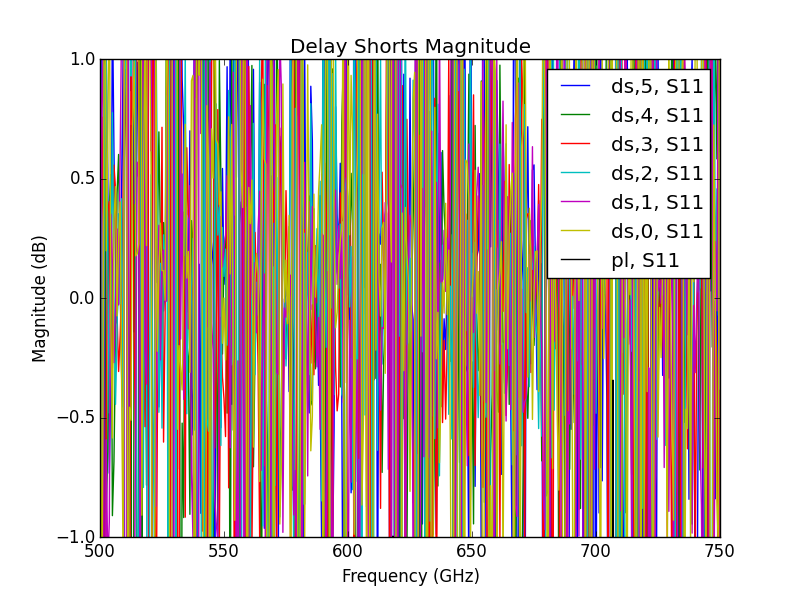 Delay Shorts Magnitude
1.0
0.5
0.0
−0.5
−1.0
Magnitude (dB)
ds,5, S11
ds,4, S11
ds,3, S11
ds,2, S11
ds,1, S11
ds,0, S11
pl, S11
500 550 600 650 700 750
Frequency (GHz)